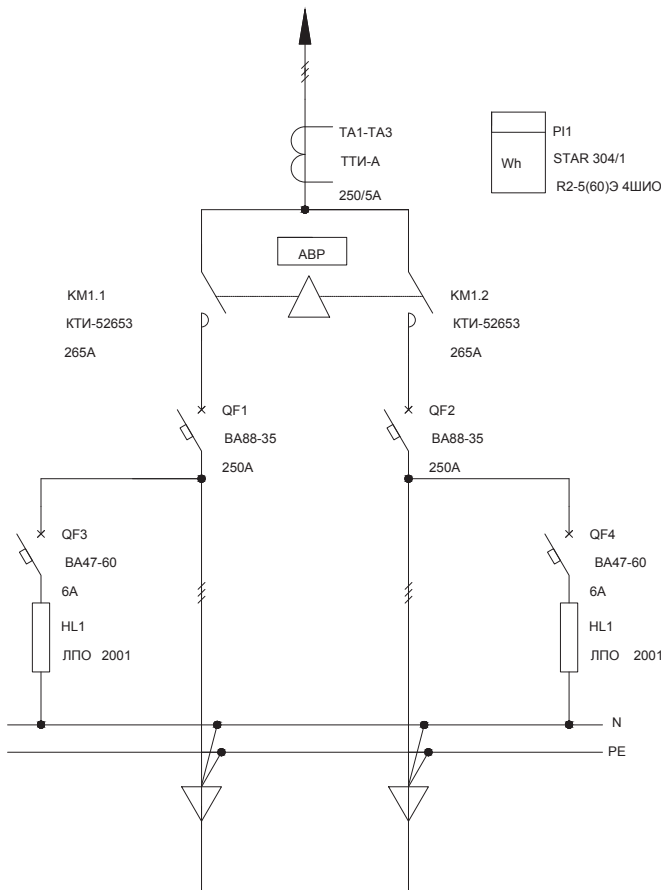 ТА1-ТА3
ТТИ-А
250/5А
PI1
Wh
STAR 304/1
R2-5(60)Э 4ШИО
АВР
КМ1.1
КТИ-52653
265А
КМ1.2
КТИ-52653
265А
QF1
ВА88-35
250А
QF2
ВА88-35
250А
QF3
ВА47-60
6А
HL1
ЛПО 2001
QF4
ВА47-60
6А
HL1
ЛПО 2001
N
PE